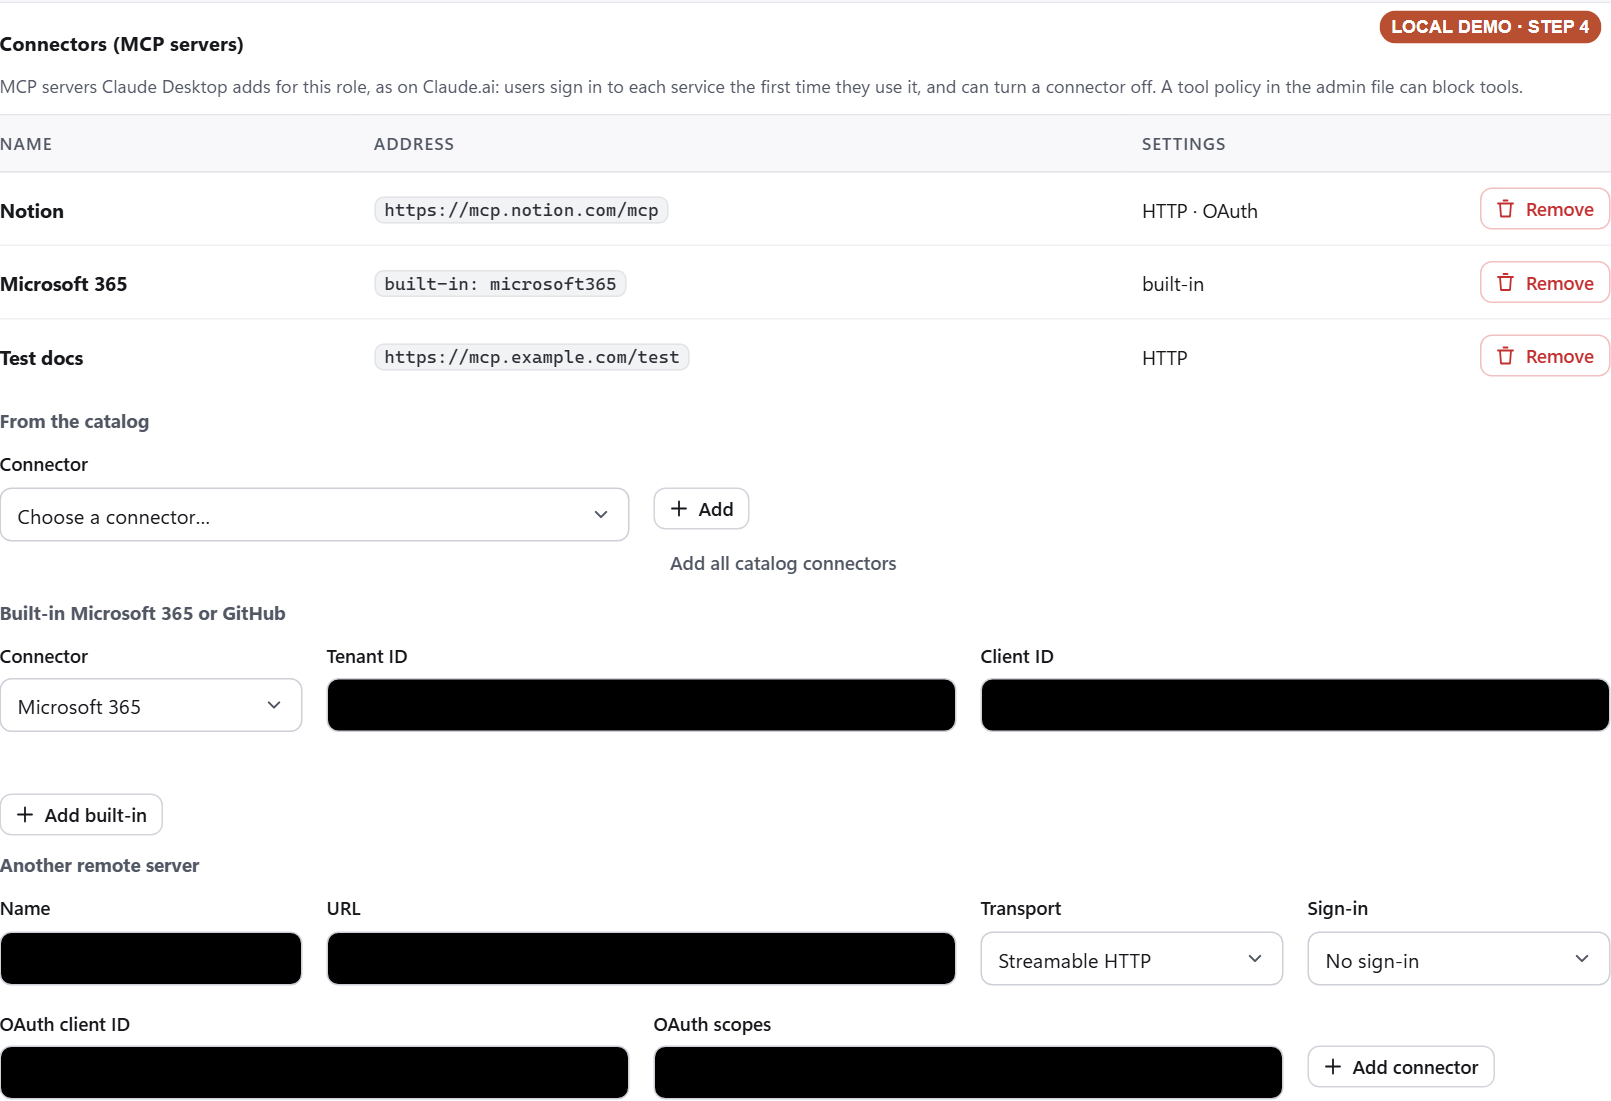 LOCAL DEMO · STEP 4
Connectors (MCP servers)
MCP servers Claude Desktop adds for this role, as on Claude.ai: users sign in to each service the first time they use it, and can turn a connector off. A tool policy in the admin file can block tools.
NAME ADDRESS SETTINGS
Notion https://mcp.notion.com/mcp HTTP · OAuth Remove
Microsoft 365 built-in: microsoft365 built-in Remove
Test docs https://mcp.example.com/test HTTP Remove
From the catalog
Connector
Choose a connector... + Add
Add all catalog connectors
Built-in Microsoft 365 or GitHub
Connector Tenant ID Client ID
Microsoft 365
+ Add built-in
Another remote server
Name URL Transport Sign-in
Streamable HTTP No sign-in
OAuth client ID OAuth scopes
+ Add connector